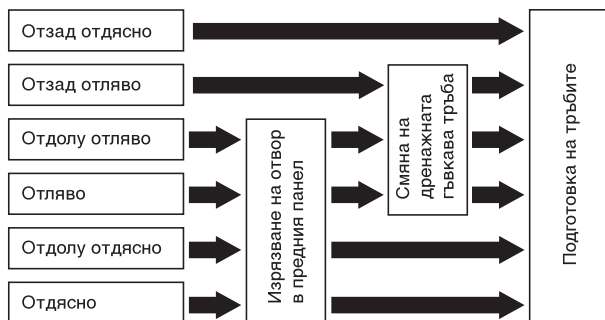 Отзад отдясно
Отзад отляво
Отдолу отляво
Отляво
Отдолу отдясно
Отдясно
Изрязване на отвор
в предния панел
Смяна на
дренажната
гъвкава тръба
Подготовка на тръбите